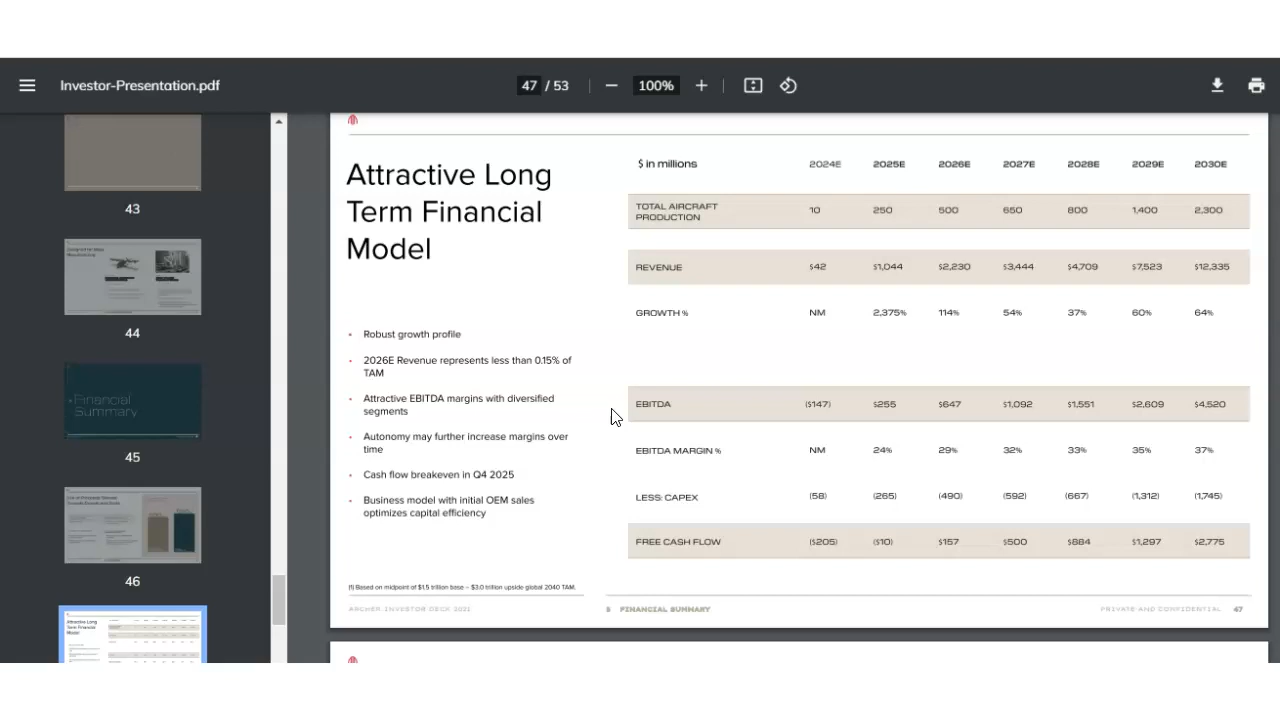 Investor-Presentation.pdf
47 / 53
100%
43
44
Financial
Summary
45
46
Attractive Long
Term Financial
Model
Attractive Long
Term Financial
Model
• Robust growth profile
• 2026E Revenue represents less than 0.15% of
TAM
• Attractive EBITDA margins with diversified
segments
• Autonomy may further increase margins over
time
• Cash flow breakeven in Q4 2025
• Business model with initial OEM sales
optimizes capital efficiency
(1) Based on midpoint of $1.5 trillion base – $3.0 trillion upside global 2040 TAM.
$ in millions 2024E 2025E 2026E 2027E 2028E 2029E 2030E
TOTAL AIRCRAFT
PRODUCTION 10 250 500 650 800 1,400 2,300
REVENUE $42 $1,044 $2,230 $3,444 $4,709 $7,523 $12,335
GROWTH % NM 2,375% 114% 54% 37% 60% 64%
EBITDA ($147) $255 $647 $1,092 $1,551 $2,609 $4,520
EBITDA MARGIN % NM 24% 29% 32% 33% 35% 37%
LESS: CAPEX (58) (265) (490) (592) (667) (1,312) (1,745)
FREE CASH FLOW ($205) ($10) $157 $500 $884 $1,297 $2,775
ARCHER INVESTOR DECK 2021
FINANCIAL SUMMARY
PRIVATE AND CONFIDENTIAL 47